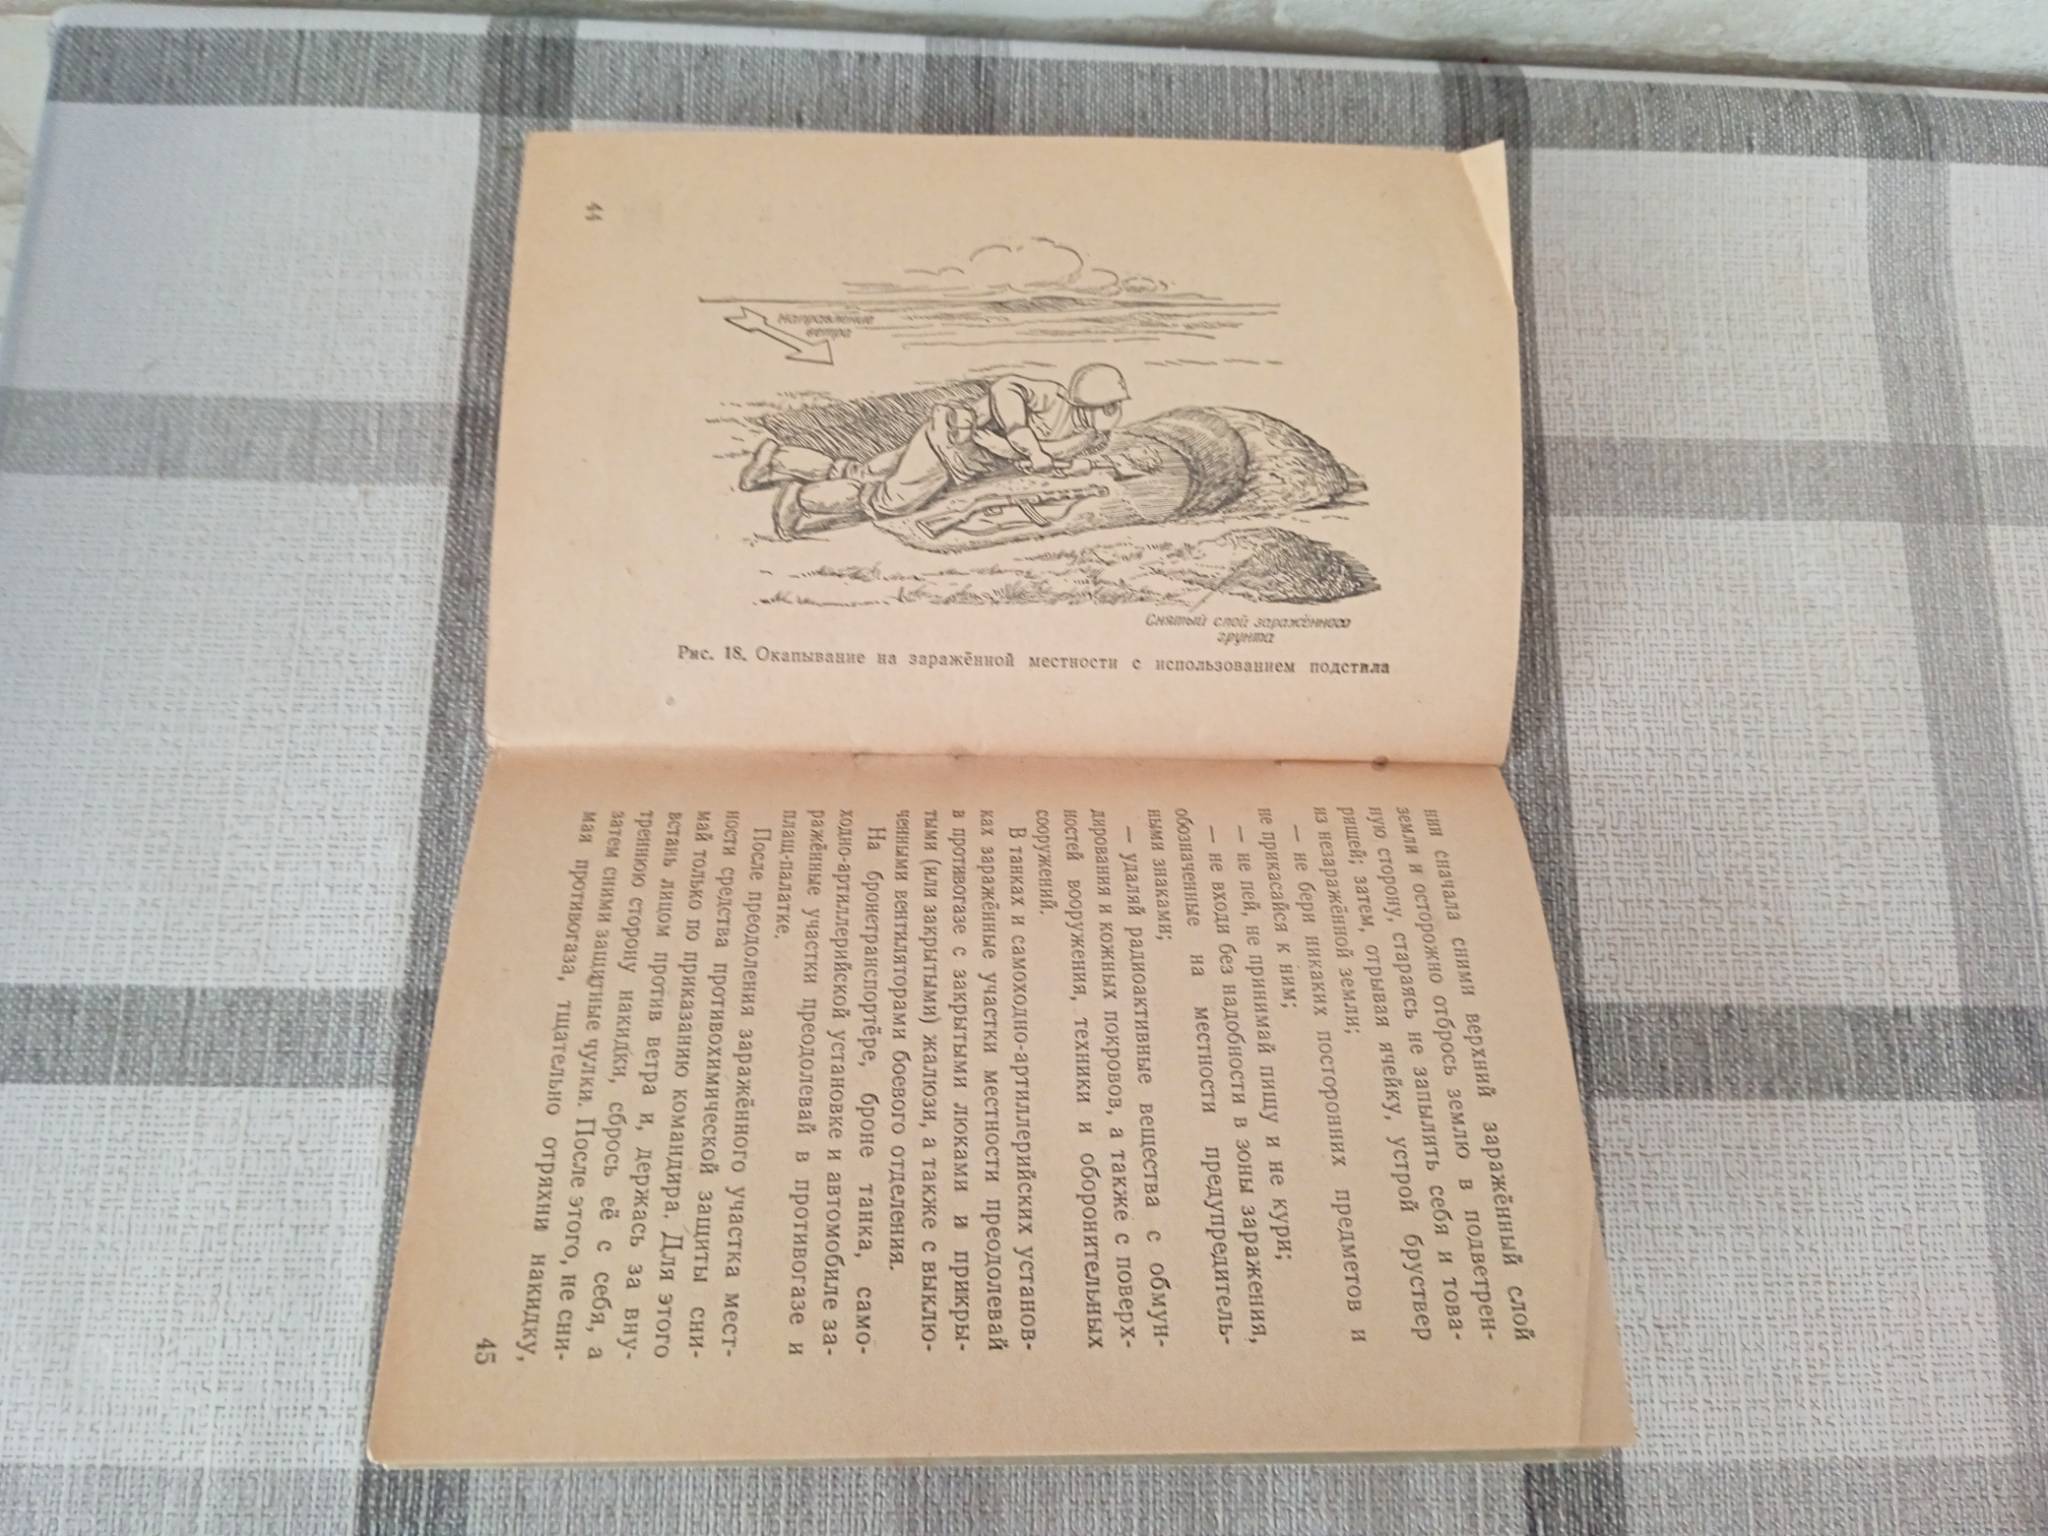 Направление
ветра
Снятый слой заражённого
грунта
Рис. 18. Окапывание на заражённой местности с использованием подстила
44
нии сначала сними верхний заражённый слой
земли и осторожно отбрось землю в подветрен-
ную сторону, стараясь не запылить себя и това-
рищей; затем, отрывая ячейку, устрой бруствер
из незаражённой земли;
— не бери никаких посторонних предметов и
не прикасайся к ним;
— не пей, не принимай пищу и не кури;
— не входи без надобности в зоны заражения,
обозначенные на местности предупредитель-
ными знаками;
— удаляй радиоактивные вещества с обмун-
дирования и кожных покровов, а также с поверх-
ностей вооружения, техники и оборонительных
сооружений.
В танках и самоходно-артиллерийских установ-
ках заражённые участки местности преодолевай
в противогазе с закрытыми люками и прикры-
тыми (или закрытыми) жалюзи, а также с выклю-
ченными вентиляторами боевого отделения.
На бронетранспортёре, броне танка, само-
ходно-артиллерийской установке и автомобиле за-
ражённые участки преодолевай в противогазе и
плащ-палатке.
После преодоления заражённого участка мест-
ности средства противохимической защиты сни-
май только по приказанию командира. Для этого
встань лицом против ветра и, держась за вну-
треннюю сторону накидки, сбрось её с себя, а
затем сними защитные чулки. После этого, не сни-
мая противогаза, тщательно отряхни накидку,
45